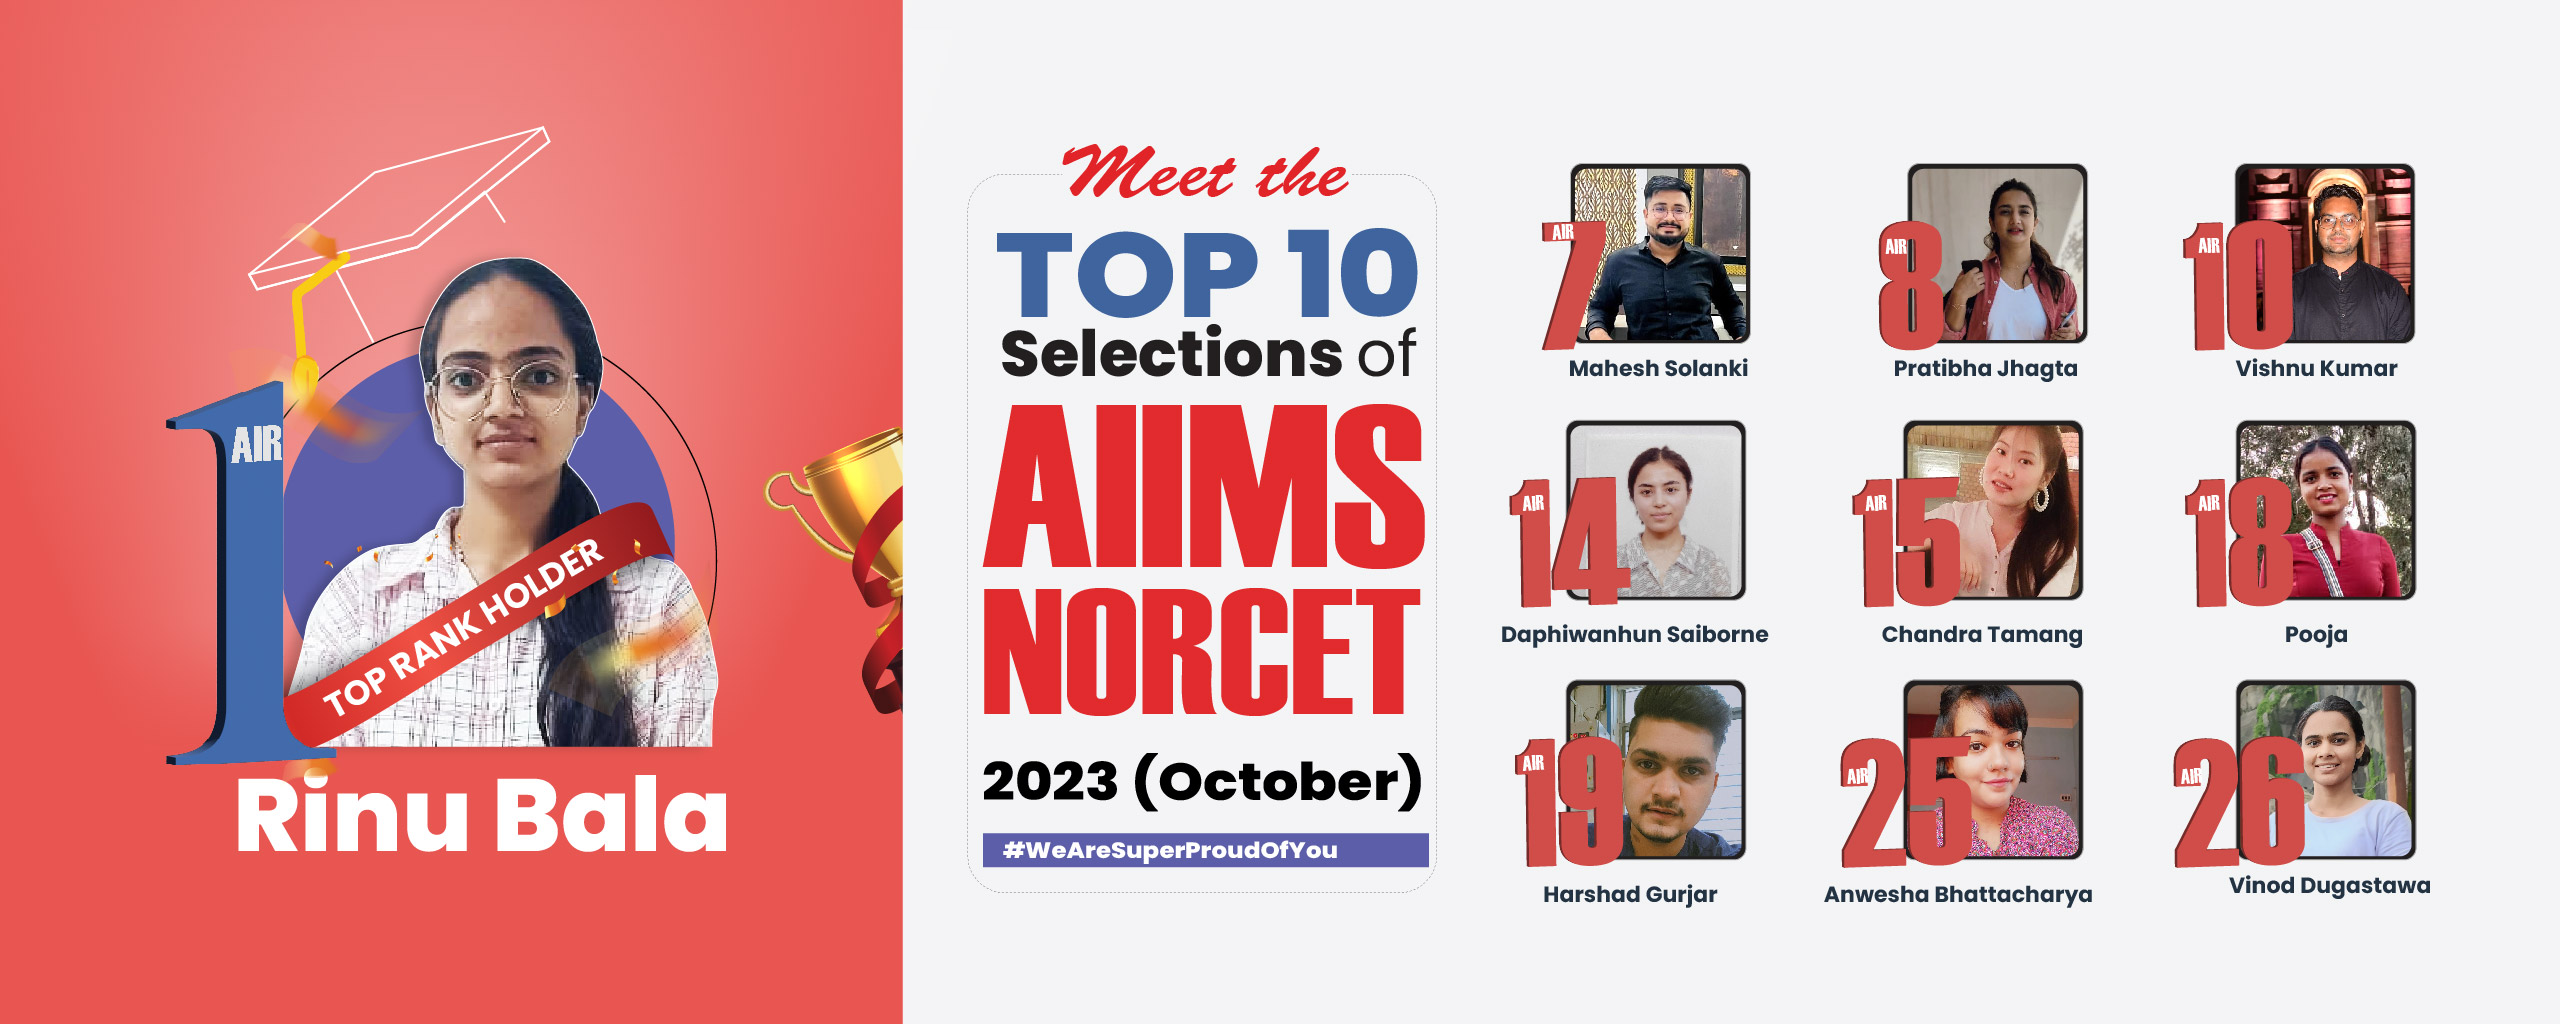 AIR
1
TOP RANK HOLDER
Rinu Bala
Meet the
TOP 10
Selections of
AIIMS
NORCET
2023 (October)
#WeAreSuperProudOfYou
AIR 7
Mahesh Solanki
AIR 8
Pratibha Jhagta
AIR 10
Vishnu Kumar
AIR 14
Daphiwanhun Saiborne
AIR 15
Chandra Tamang
AIR 18
Pooja
AIR 19
Harshad Gurjar
AIR 25
Anwesha Bhattacharya
AIR 26
Vinod Dugastawa